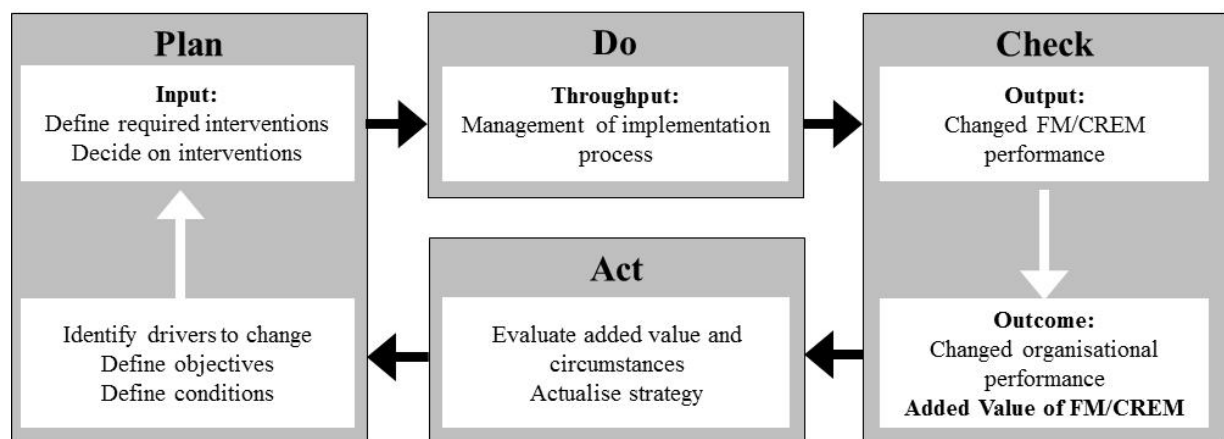 Plan
Input:
Define required interventions
Decide on interventions
Identify drivers to change
Define objectives
Define conditions
Do
Throughput:
Management of implementation
process
Check
Output:
Changed FM/CREM
performance
Outcome:
Changed organisational
performance
Added Value of FM/CREM
Act
Evaluate added value and
circumstances
Actualise strategy